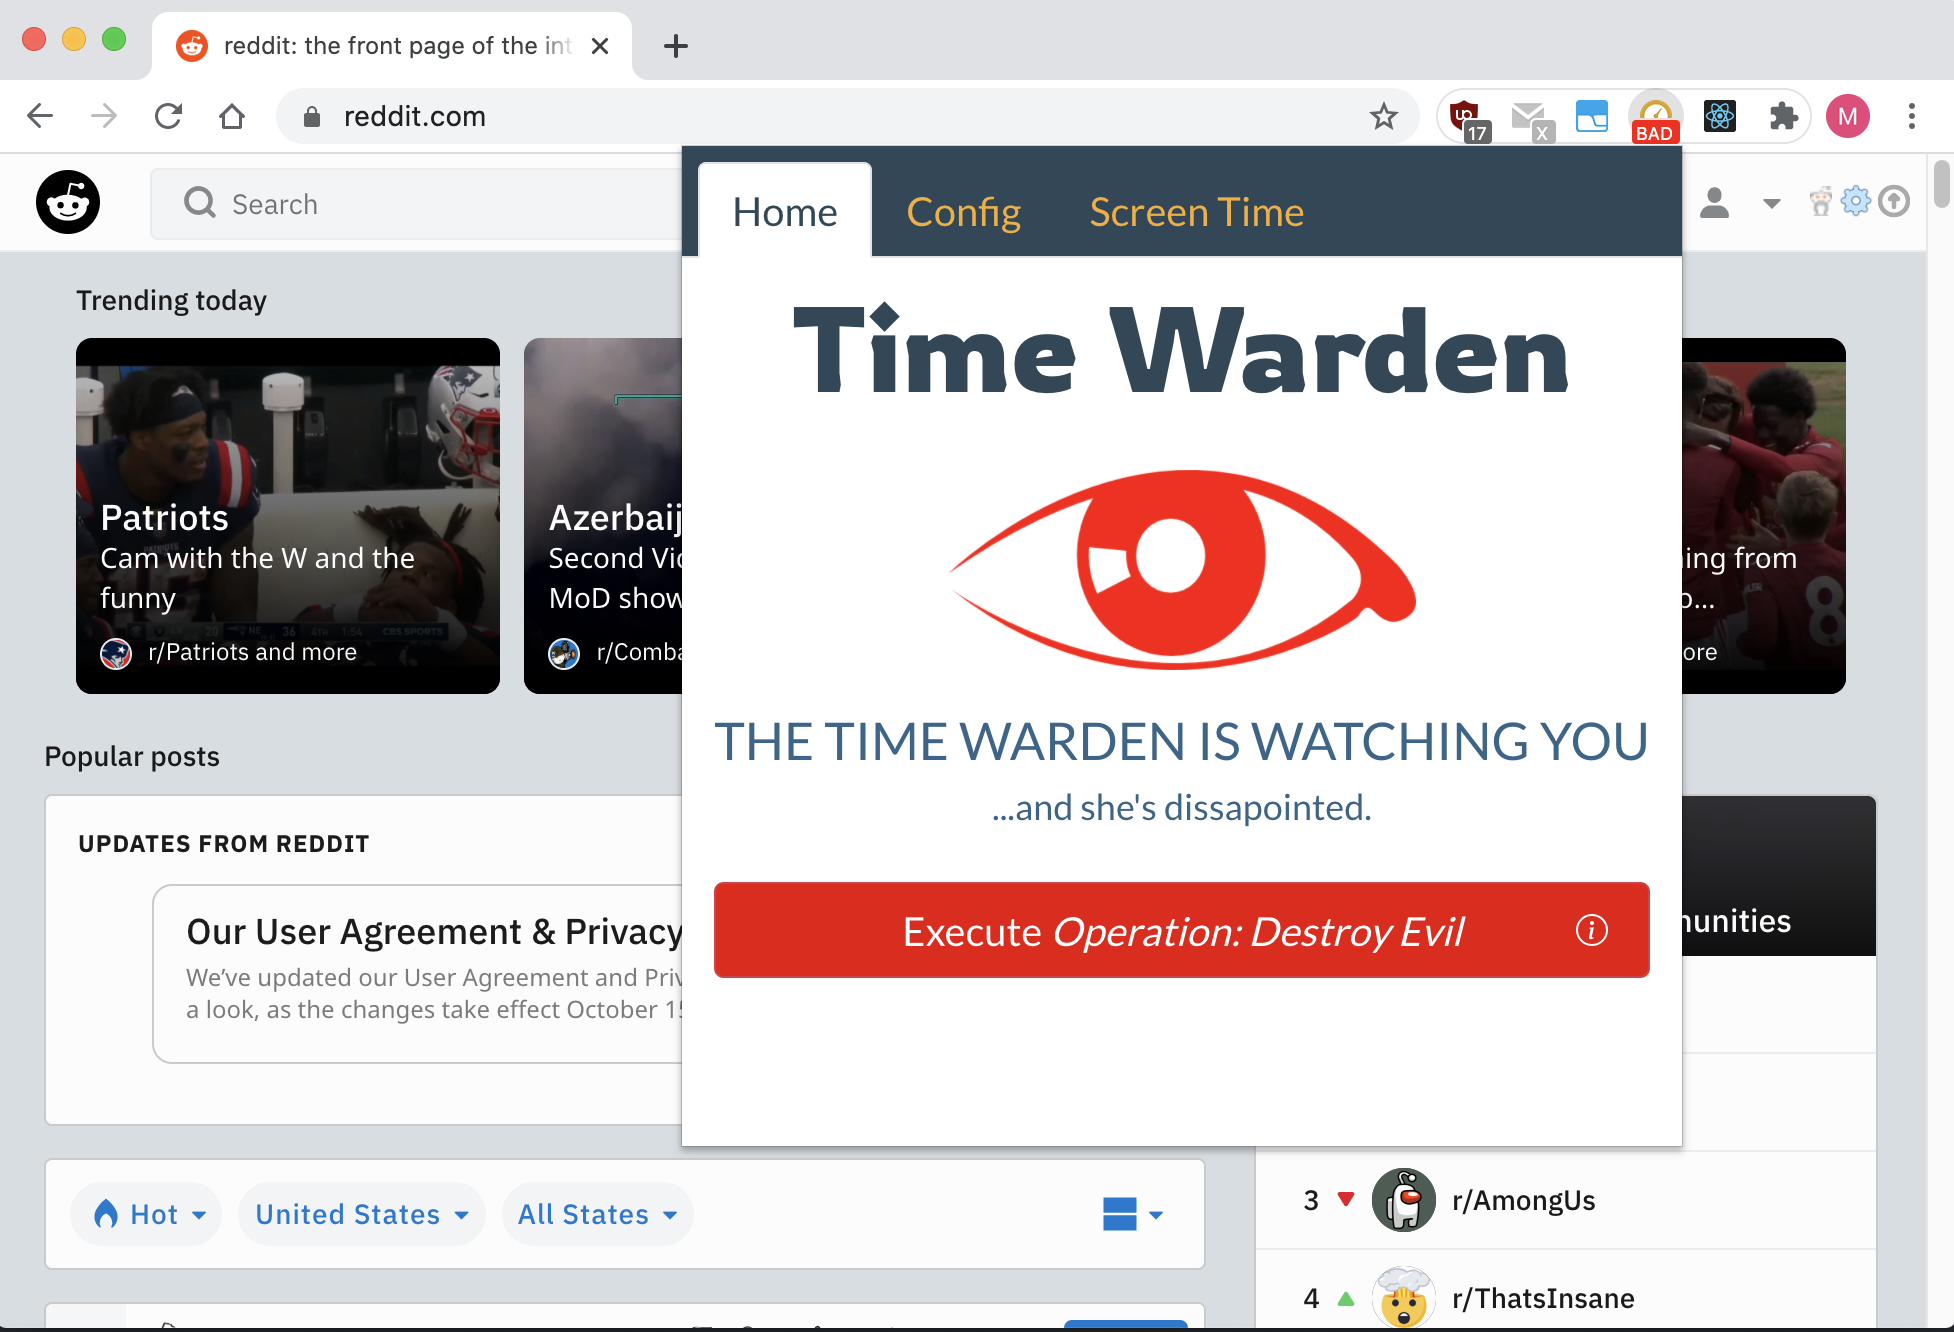 reddit: the front page of the int
reddit.com
17
X
BAD
M
Search
Home
Config
Screen Time
Trending today
Time Warden
Patriots
Cam with the W and the
funny
r/Patriots and more
Azerbaij
Second Vic
MoD show
r/Comba
ing from
ore
THE TIME WARDEN IS WATCHING YOU
...and she's dissapointed.
Execute Operation: Destroy Evil
Popular posts
UPDATES FROM REDDIT
Our User Agreement & Privacy
We've updated our User Agreement and Priv
a look, as the changes take effect October 15
munities
Hot
United States
All States
3
r/AmongUs
4
r/ThatsInsane